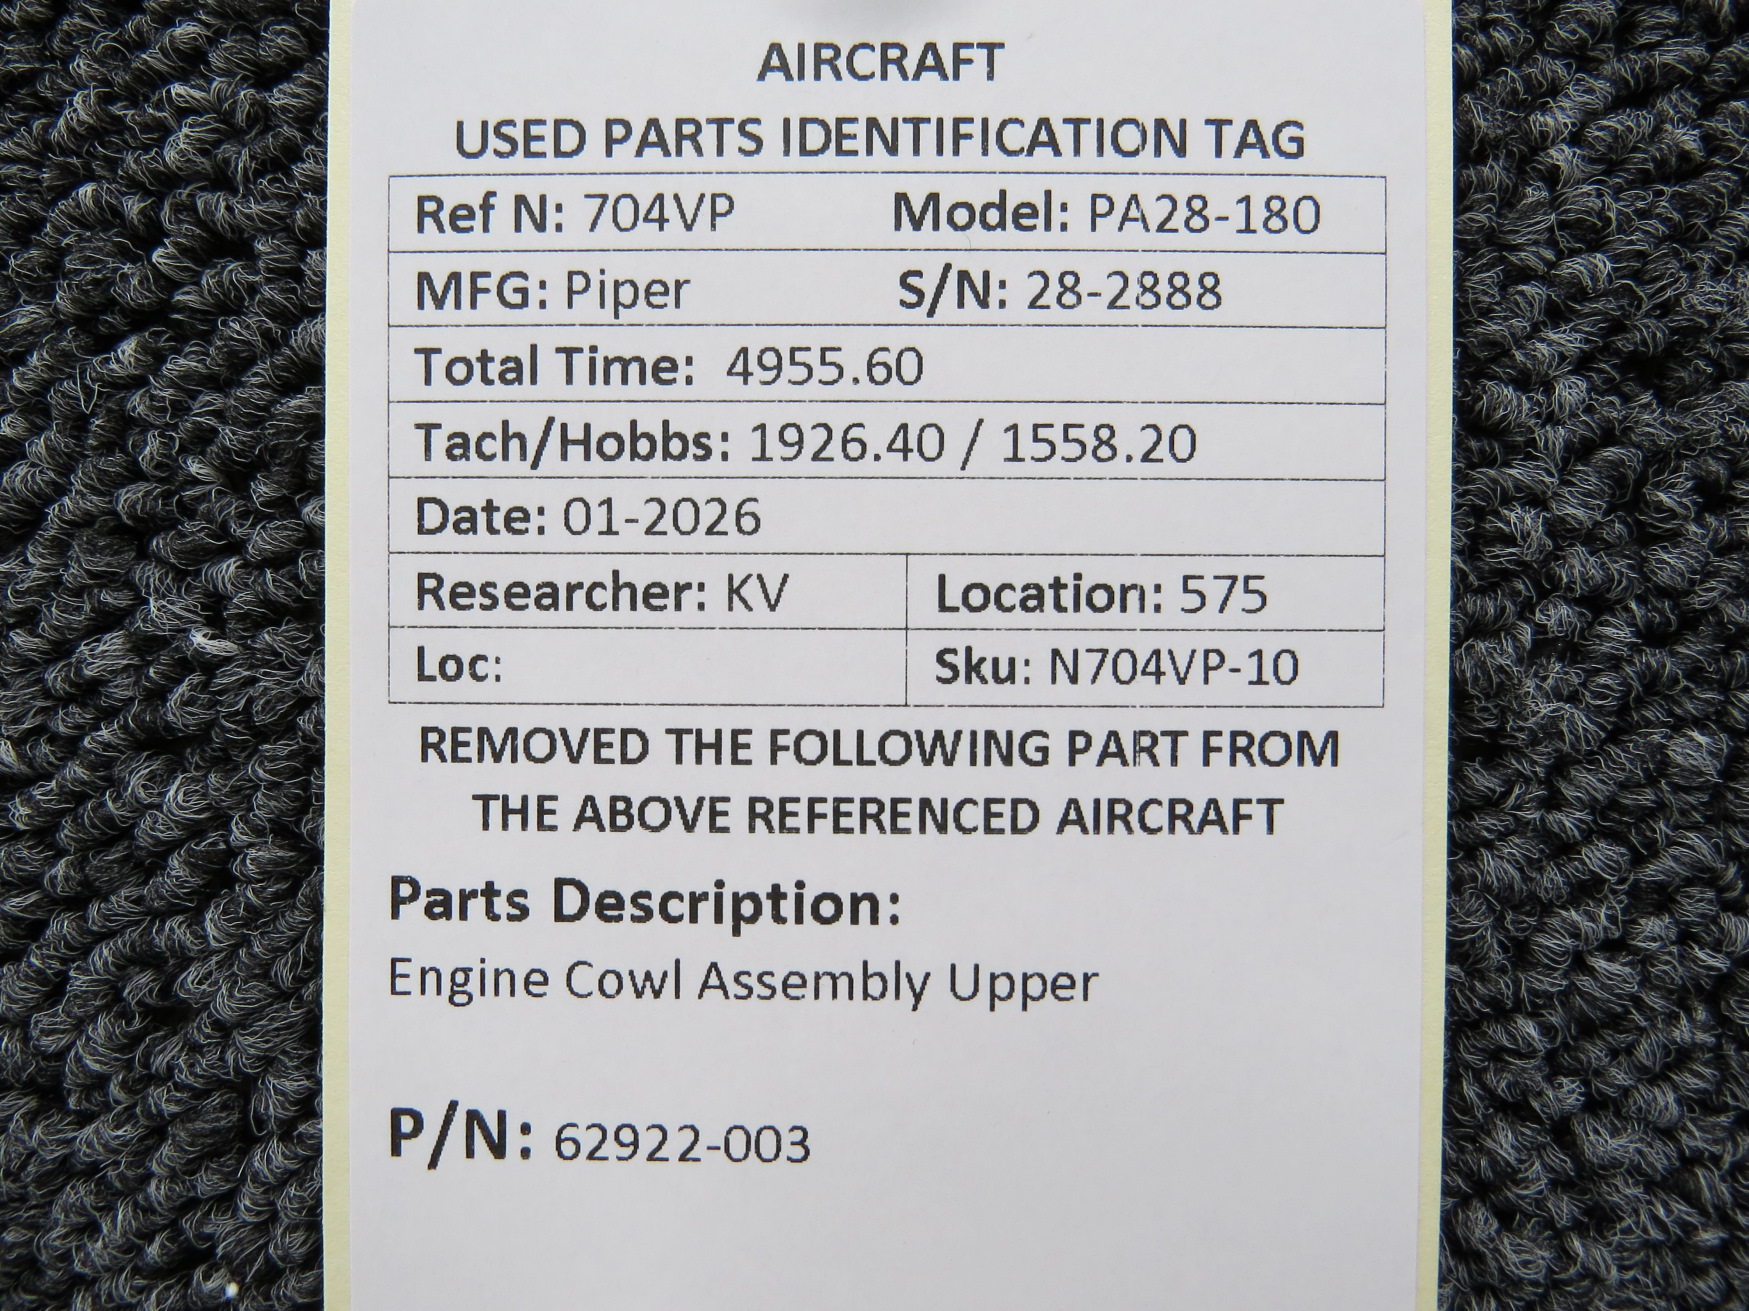 AIRCRAFT
USED PARTS IDENTIFICATION TAG
Ref N: 704VP Model: PA28-180
MFG: Piper S/N: 28-2888
Total Time: 4955.60
Tach/Hobbs: 1926.40 / 1558.20
Date: 01-2026
Researcher: KV Location: 575
Loc: Sku: N704VP-10
REMOVED THE FOLLOWING PART FROM
THE ABOVE REFERENCED AIRCRAFT
Parts Description:
Engine Cowl Assembly Upper
P/N: 62922-003